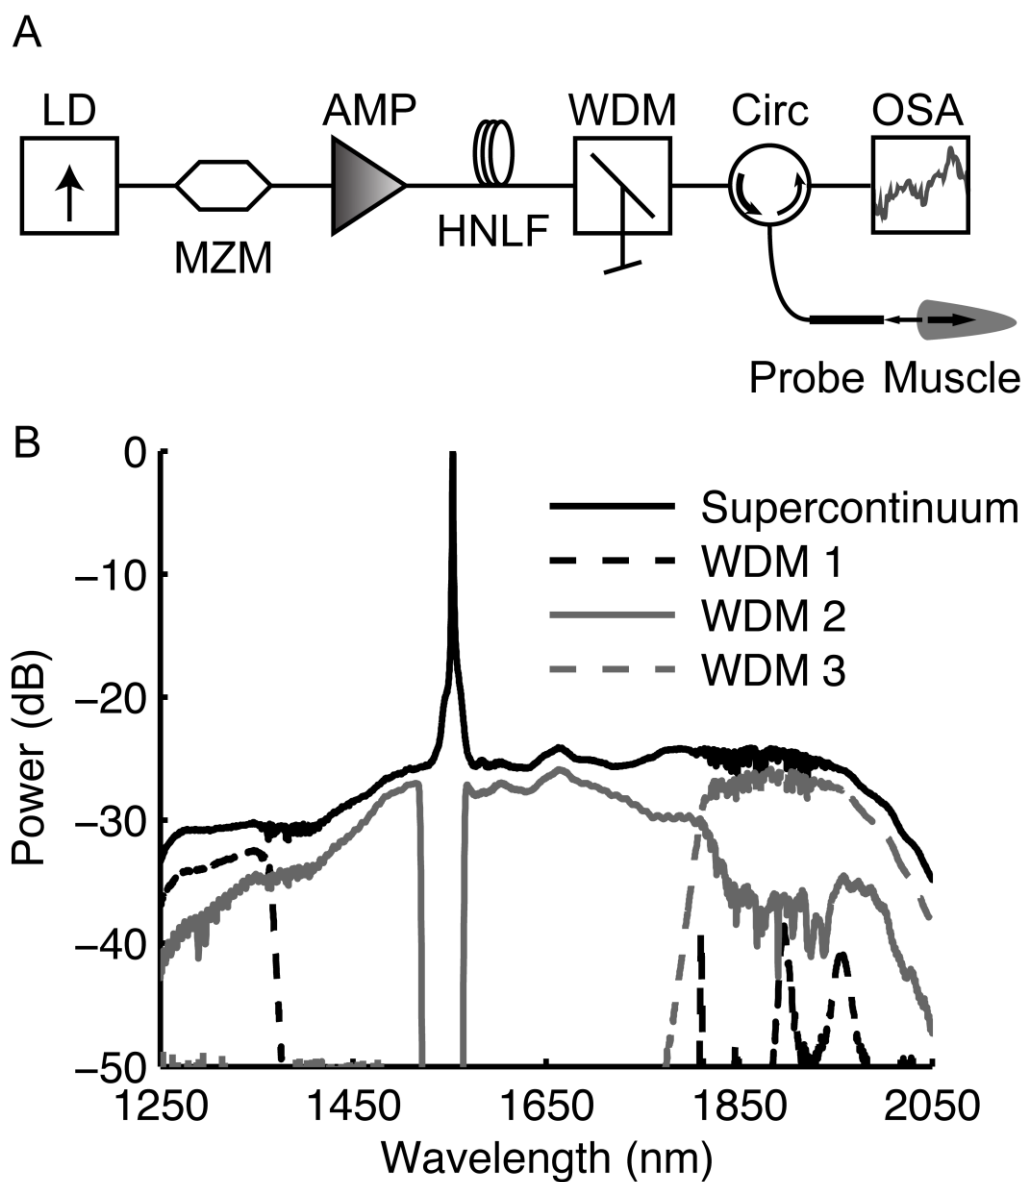 A
LD AMP WDM Circ OSA
MZM HNLF
Probe Muscle
B
0
−10
−20
−30
−40
−50
Power (dB)
Supercontinuum
WDM 1
WDM 2
WDM 3
1250 1450 1650 1850 2050
Wavelength (nm)